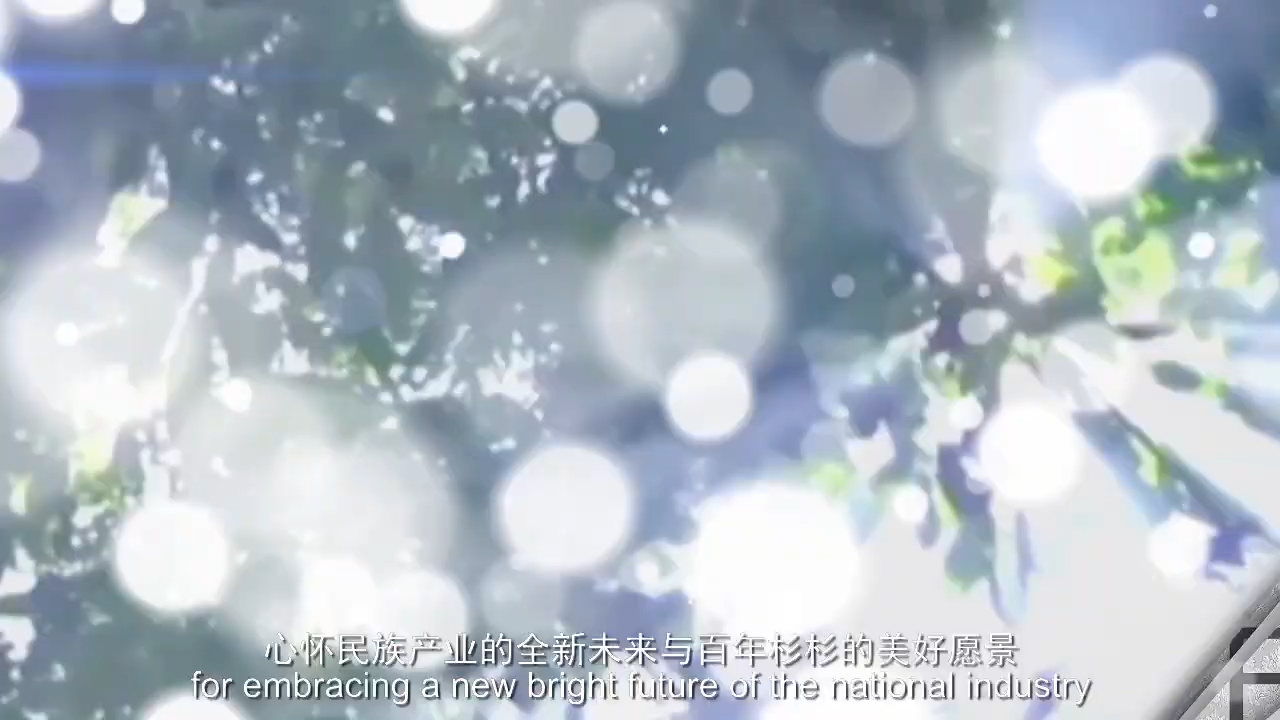 心怀民族产业的全新未来与百年杉杉的美好愿景
for embracing a new bright future of the national industry